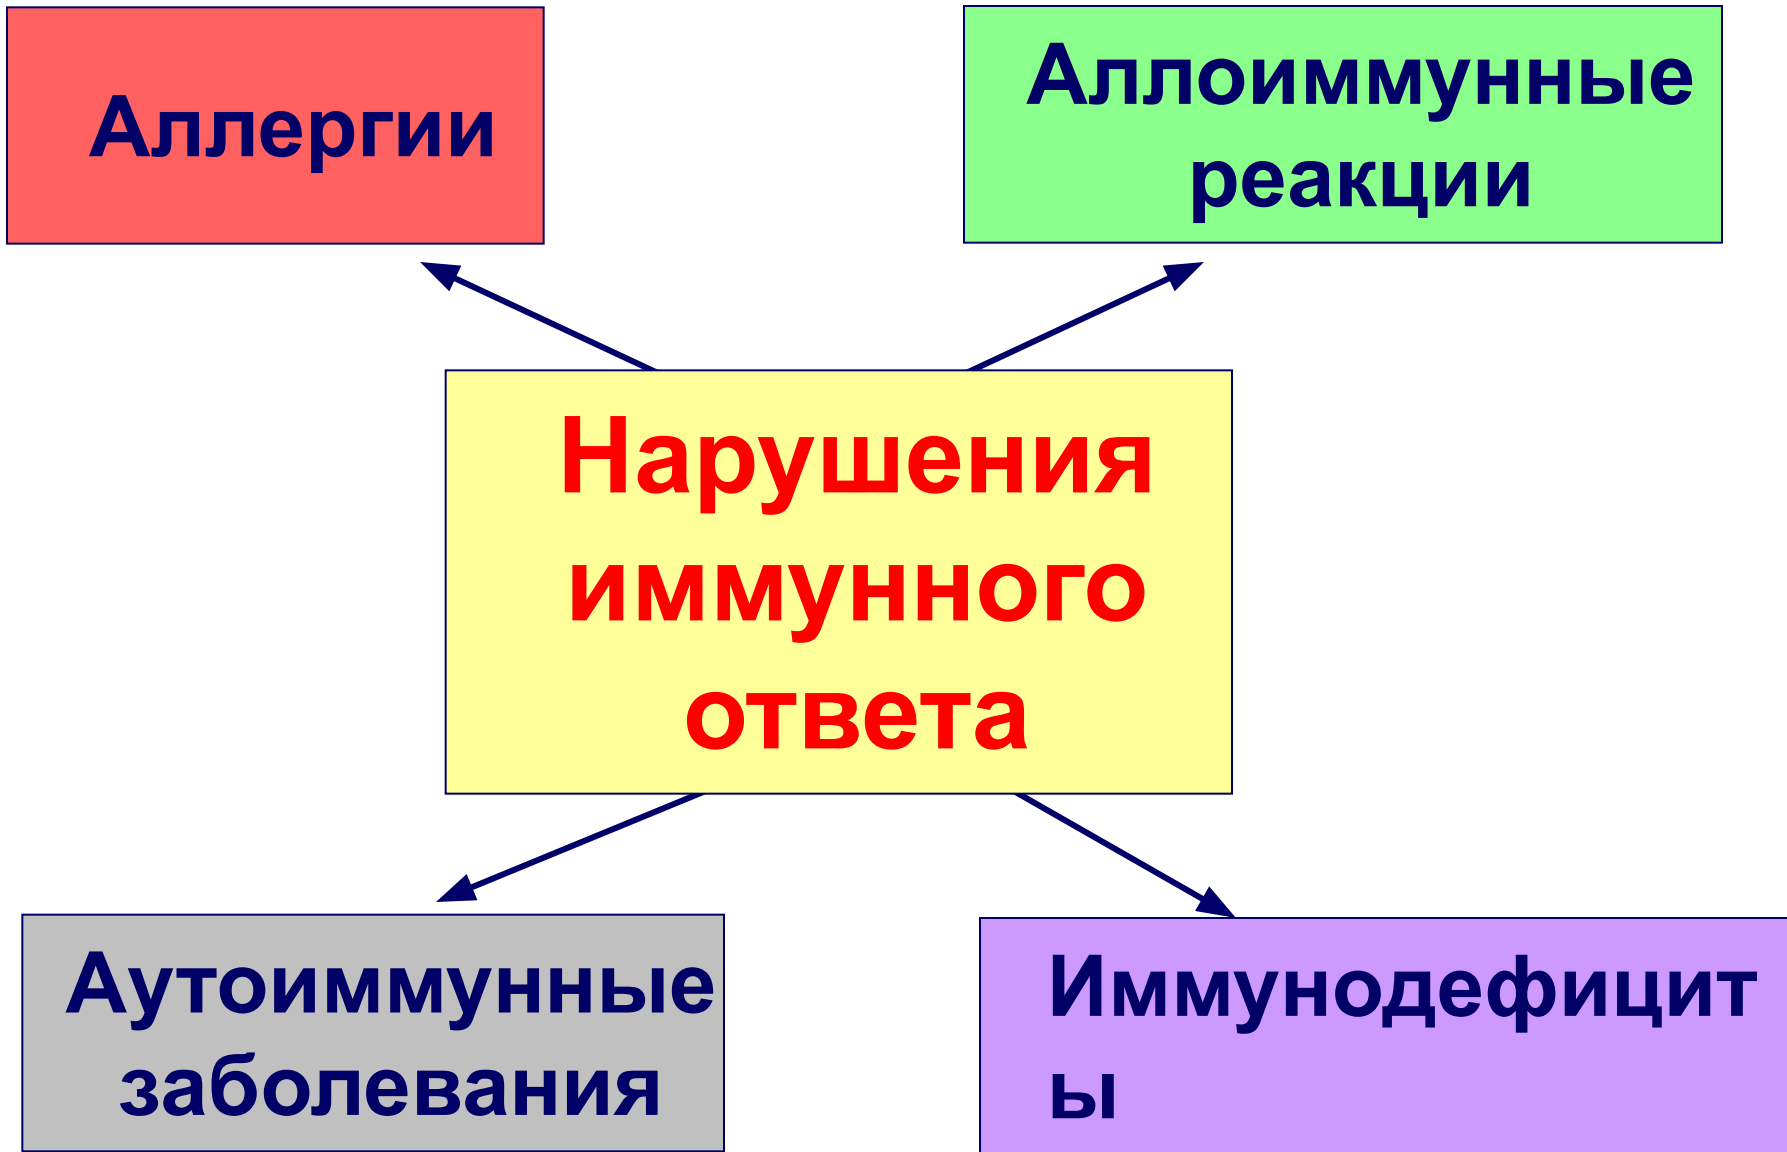 Аллергии
Аллоиммунные
реакции
Нарушения
иммунного
ответа
Аутоиммунные
заболевания
Иммунодефицит
ы